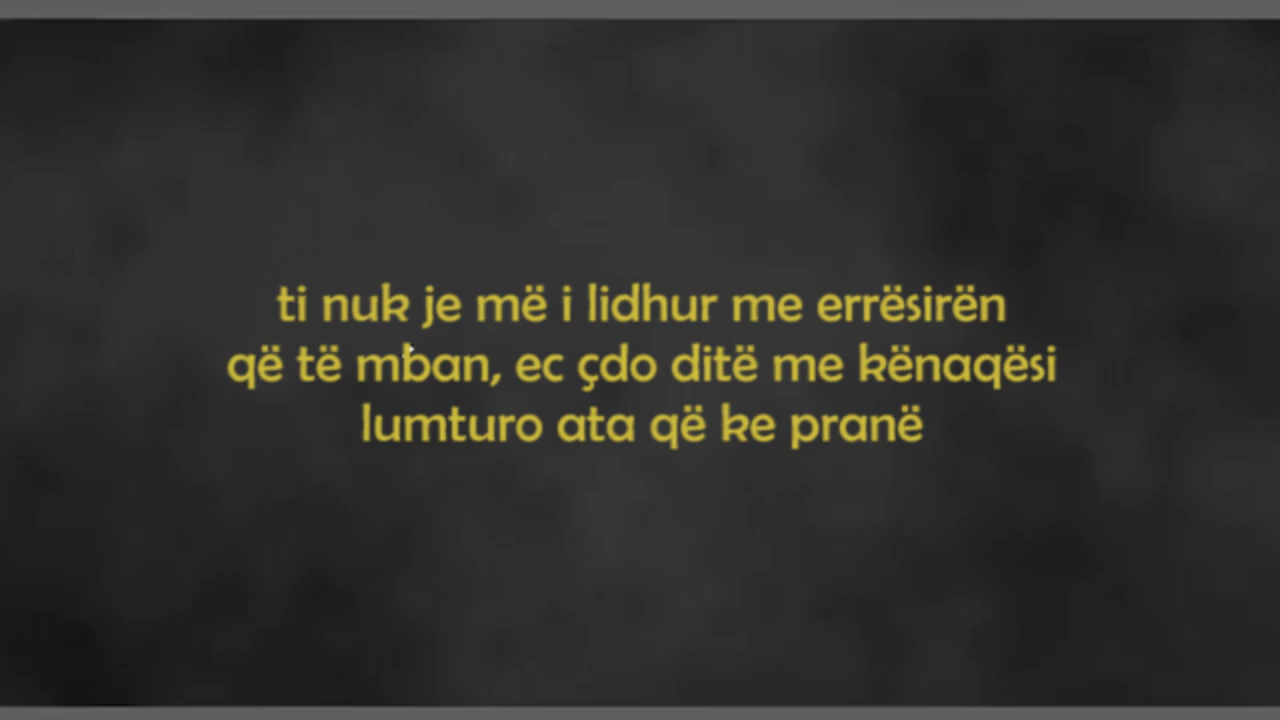 ti nuk je më i lidhur me errësirën
që të mban, ec çdo ditë me kënaqësi
lumturo ata që ke pranë